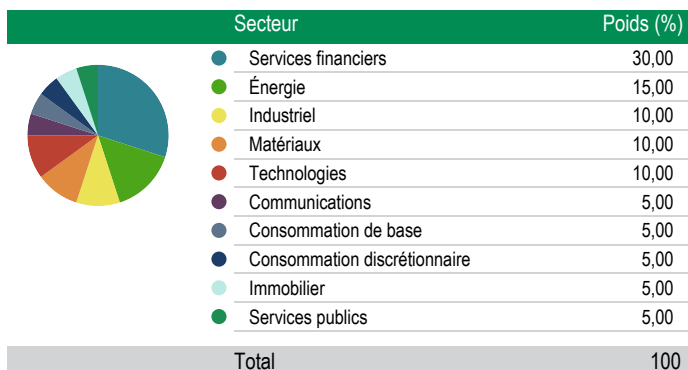 Secteur Poids (%)
Services financiers 30,00
Énergie 15,00
Industriel 10,00
Matériaux 10,00
Technologies 10,00
Communications 5,00
Consommation de base 5,00
Consommation discrétionnaire 5,00
Immobilier 5,00
Services publics 5,00
Total 100